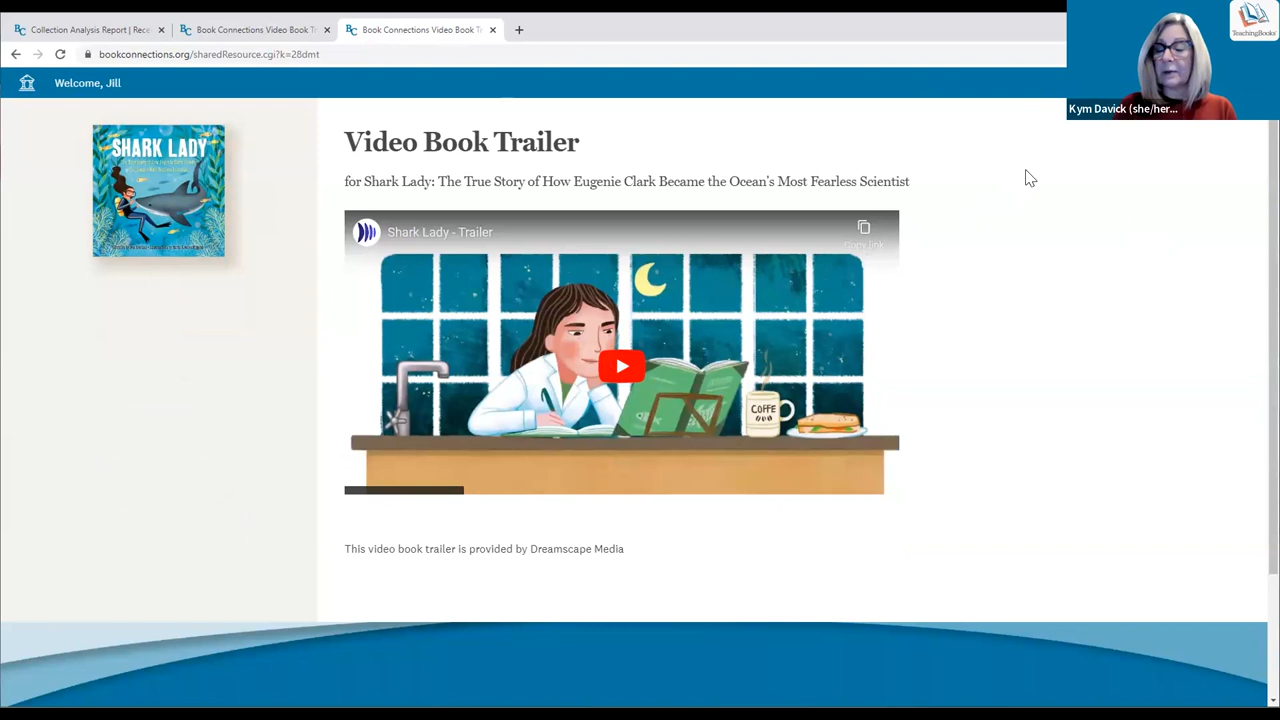 Collection Analysis Report | Rece
Book Connections Video Book Tr
Book Connections Video Book Tr
bookconnections.org/sharedResource.cgi?k=28dmt
TeachingBooks
Welcome, Jill
Kym Davick (she/her...
SHARK LADY
Video Book Trailer
for Shark Lady: The True Story of How Eugenie Clark Became the Ocean's Most Fearless Scientist
Shark Lady - Trailer
Copy link
COFFE
This video book trailer is provided by Dreamscape Media